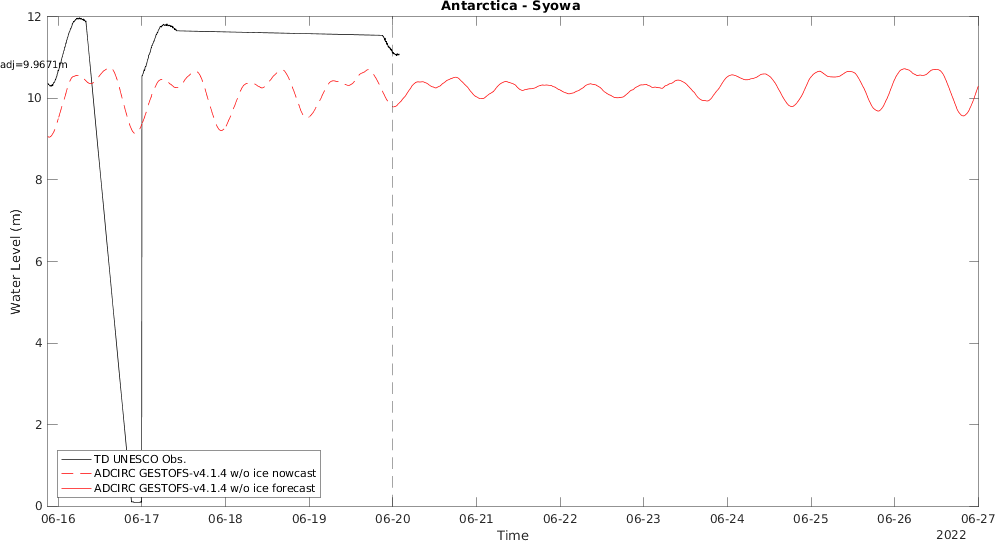 Antarctica - Syowa
12
adj=9.9671m
10
8
6
4
2
0
Water Level (m)
TD UNESCO Obs.
ADCIRC GESTOFS-v4.1.4 w/o ice nowcast
ADCIRC GESTOFS-v4.1.4 w/o ice forecast
06-16 06-17 06-18 06-19 06-20 06-21 06-22 06-23 06-24 06-25 06-26 06-27
Time
2022